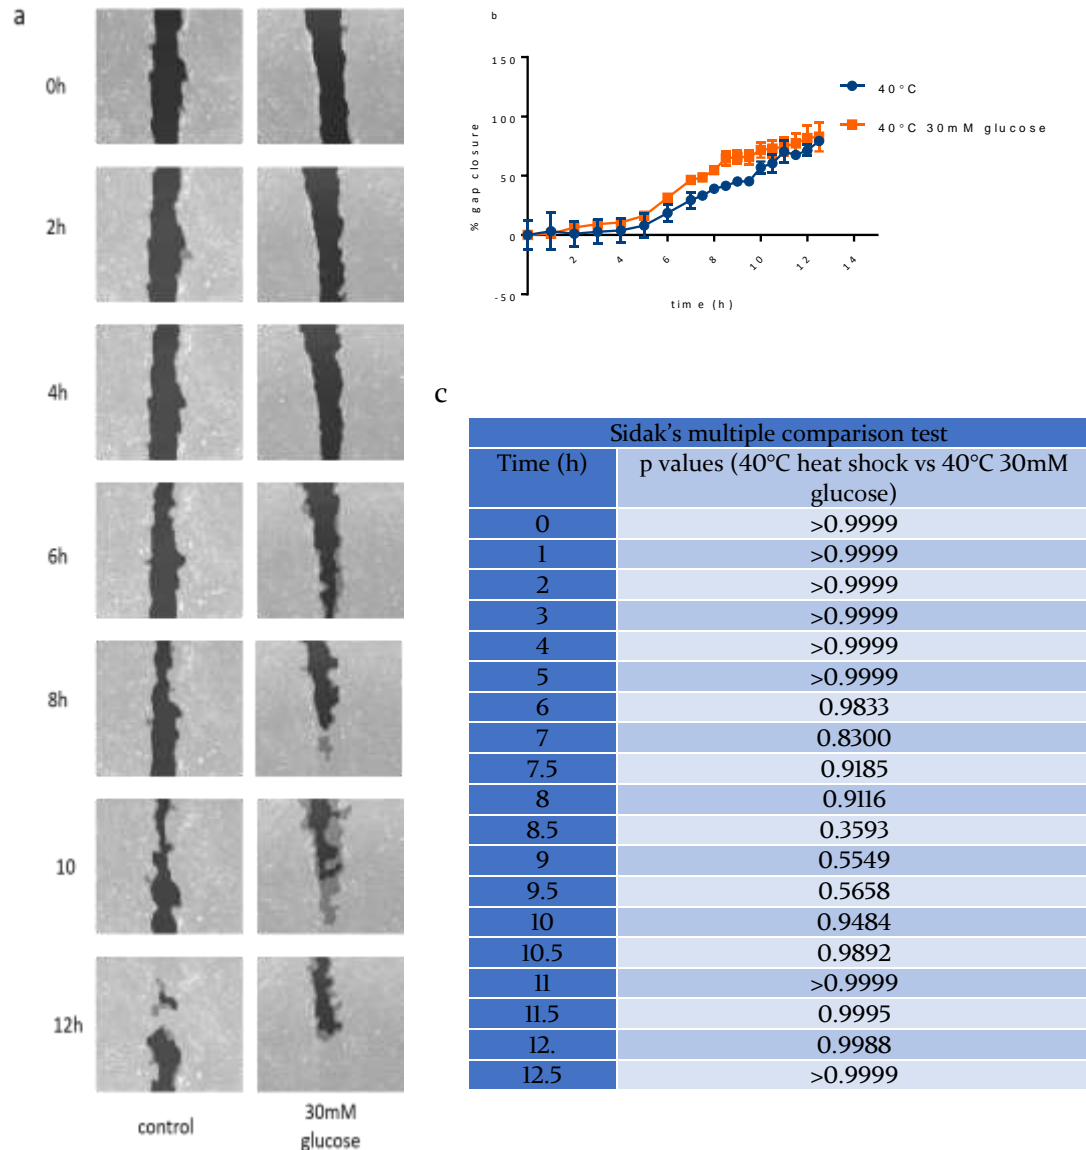 a
0h
2h
4h
6h
8h
10
12h
control
30mM
glucose
b
150
100
50
0
-50
% gap closure
2
4
6
8
10
12
14
time (h)
40°C
40°C 30mM glucose
c
Sidak's multiple comparison test
Time (h) p values (40°C heat shock vs 40°C 30mM
glucose)
0 >0.9999
1 >0.9999
2 >0.9999
3 >0.9999
4 >0.9999
5 >0.9999
6 0.9833
7 0.8300
7.5 0.9185
8 0.9116
8.5 0.3593
9 0.5549
9.5 0.5658
10 0.9484
10.5 0.9892
11 >0.9999
11.5 0.9995
12. 0.9988
12.5 >0.9999